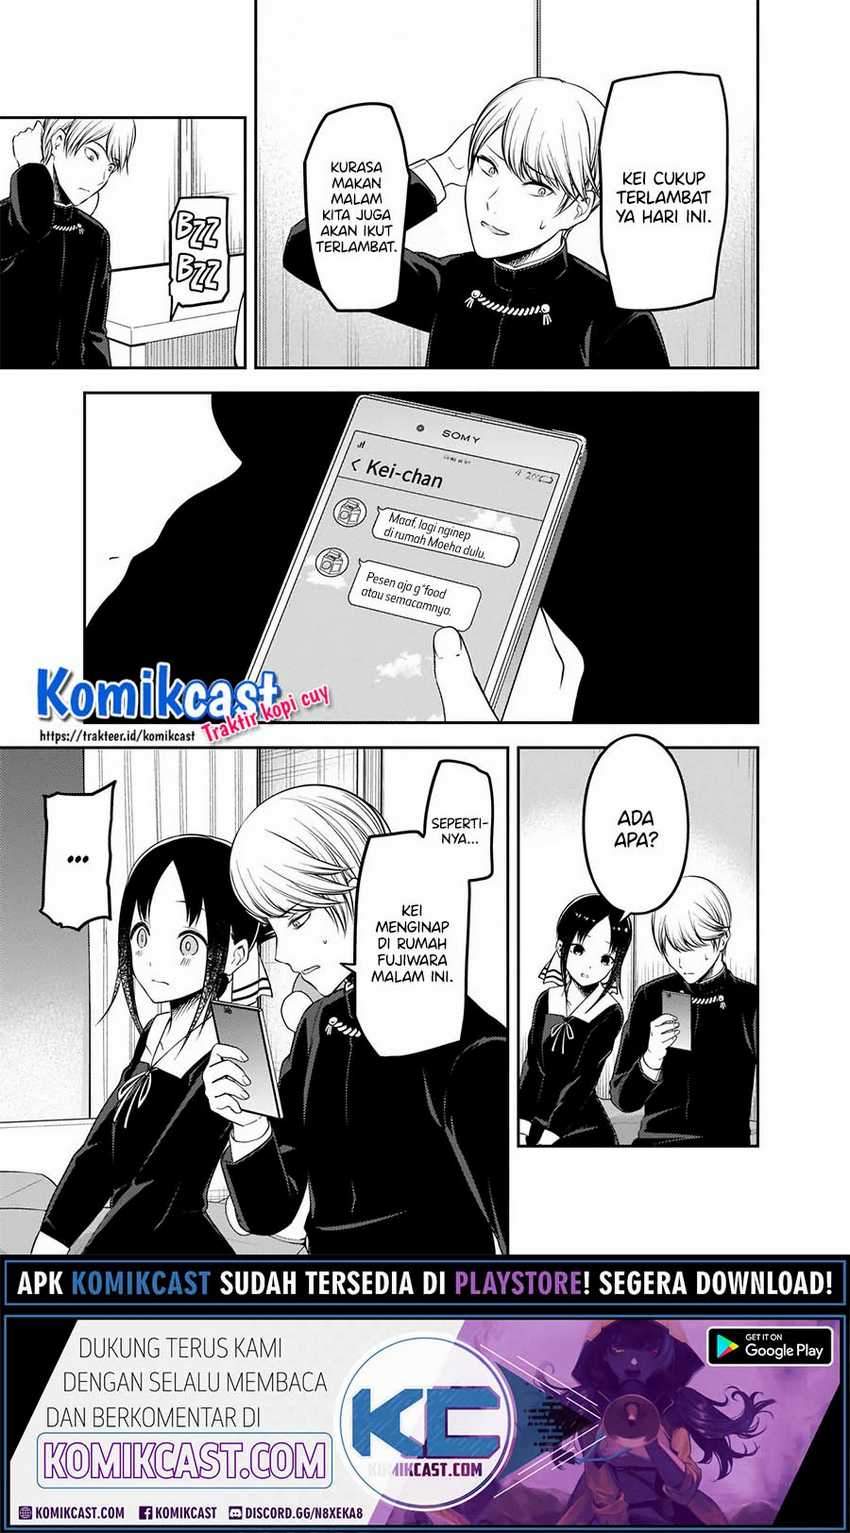 KEI CUKUP
TERLAMBAT
YA HARI INI.
KURASA
MAKAN
MALAM
KITA JUGA
AKAN IKUT
TERLAMBAT.
BZZ
BZZ
SOMY
< Kei-chan
Maaf, lagi nginep
di rumah Moeha dulu.
Pesen aja g*food
atau semacamnya.
Komikcast
https://trakteer.id/komikcast
Traktir kopi cuy
ADA
APA?
SEPERTI-
NYA...
KEI
MENGINAP
DI RUMAH
FUJIWARA
MALAM INI.
...
APK KOMIKCAST SUDAH TERSEDIA DI PLAYSTORE! SEGERA DOWNLOAD!
DUKUNG TERUS KAMI
DENGAN SELALU MEMBACA
DAN BERKOMENTAR DI
KOMIKCAST.COM
KOMIKCAST.COM
KOMIKCAST
DISCORD.GG/N8XEKA8
KC
KOMIKCAST.COM
GET IT ON
Google Play